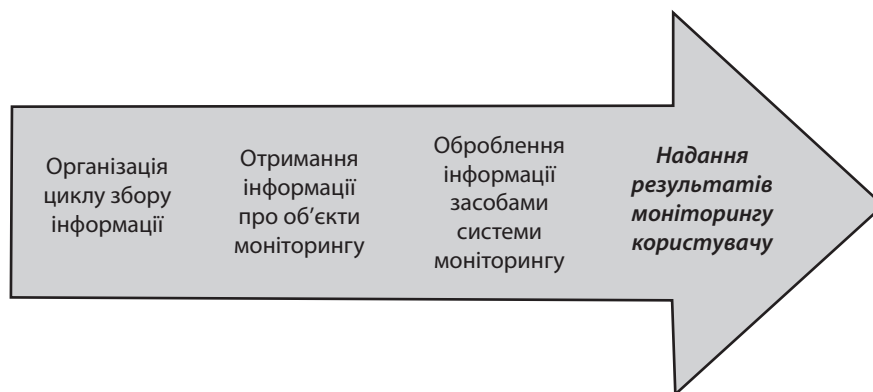 Організація
циклу збору
інформації
Отримання
інформації
про об’єкти
моніторингу
Оброблення
інформації
засобами
системи
моніторингу
Надання
результатів
моніторингу
користувачу